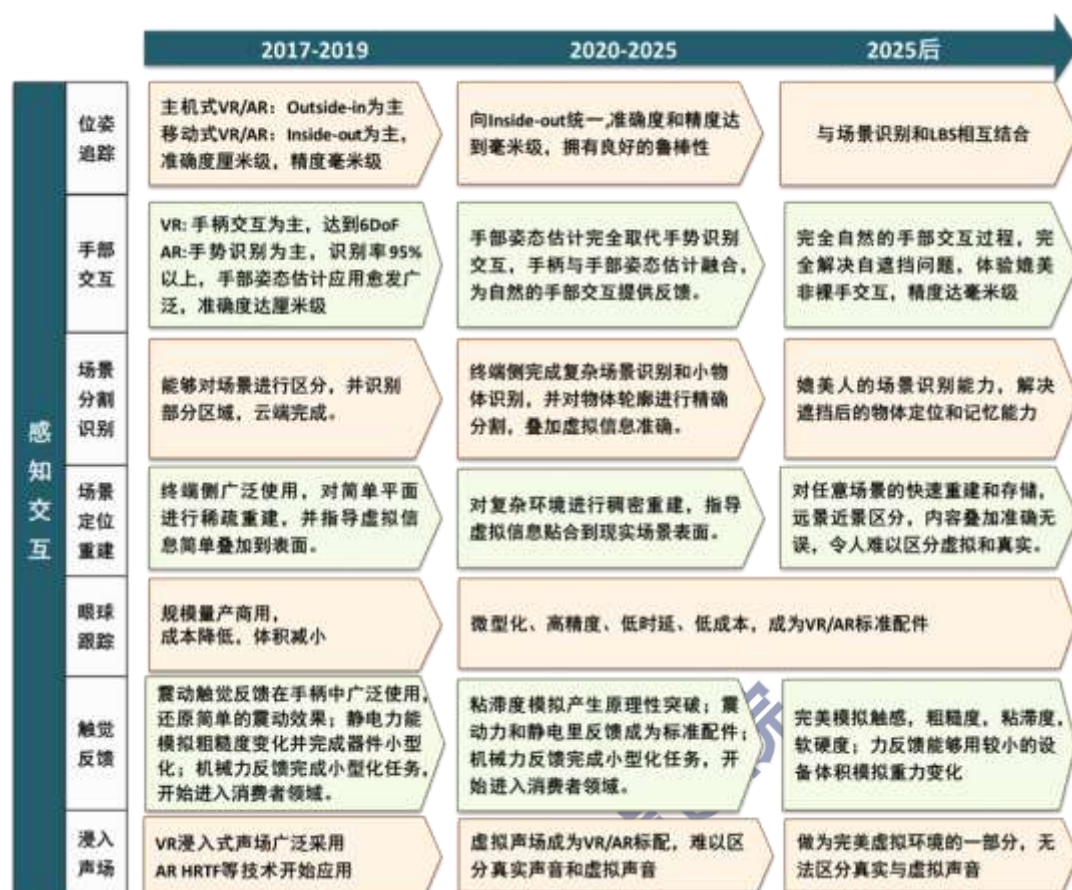 2017-2019
2020-2025
2025后
感知交互
位姿
追踪
主机式VR/AR：Outside-in为主
移动式VR/AR：Inside-out为主，
准确度厘米级，精度毫米级
向Inside-out统一,准确度和精度达
到毫米级，拥有良好的鲁棒性
与场景识别和LBS相互结合
手部
交互
VR: 手柄交互为主，达到6DoF
AR:手势识别为主，识别率95%
以上，手部姿态估计应用愈发广
泛，准确度达厘米级
手部姿态估计完全取代手势识别
交互，手柄与手部姿态估计融合，
为自然的手部交互提供反馈。
完全自然的手部交互过程，完
全解决自遮挡问题，体验媲美
非裸手交互，精度达毫米级
场景
分割
识别
能够对场景进行区分，并识别
部分区域，云端完成。
终端侧完成复杂场景识别和小物
体识别，并对物体轮廓进行精确
分割，叠加虚拟信息准确。
媲美人的场景识别能力，解决
遮挡后的物体定位和记忆能力
场景
定位
重建
终端侧广泛使用，对简单平面
进行稀疏重建，并指导虚拟信
息简单叠加到表面。
对复杂环境进行稠密重建，指导
虚拟信息贴合到现实场景表面。
对任意场景的快速重建和存储，
远景近景区分，内容叠加准确无
误，令人难以区分虚拟和真实。
眼球
跟踪
规模量产商用，
成本降低，体积减小
微型化、高精度、低时延、低成本，成为VR/AR标准配件
触觉
反馈
震动触觉反馈在手柄中广泛使用，
还原简单的震动效果；静电力能
模拟粗糙度变化并完成器件小型
化；机械力反馈完成小型化任务，
开始进入消费者领域。
粘滞度模拟产生原理性突破；震
动力和静电里反馈成为标准配件；
机械力反馈完成小型化任务，开
始进入消费者领域。
完美模拟触感，粗糙度，粘滞度，
软硬度；力反馈能够用较小的设
备体积模拟重力变化
浸入
声场
VR浸入式声场广泛采用
AR HRTF等技术开始应用
虚拟声场成为VR/AR标配，难以区
分真实声音和虚拟声音
做为完美虚拟环境的一部分，无
法区分真实与虚拟声音